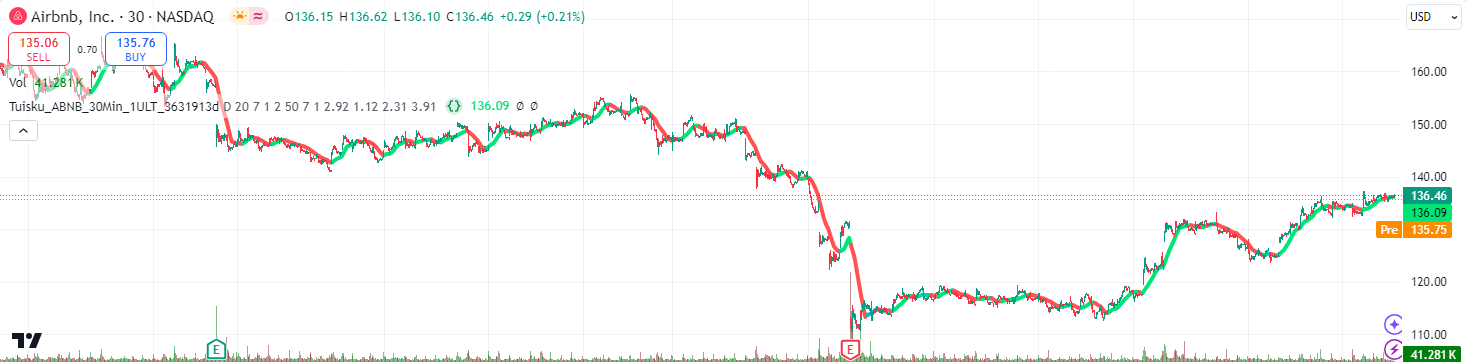 Airbnb, Inc. · 30 · NASDAQ O136.15 H136.62 L136.10 C136.46 +0.29 (+0.21%) USD
135.06 0.70 135.76
SELL BUY
Vol 41.281 K
Tuisku_ABNB_30Min_1ULT_3631913d D 20 7 1 2 50 7 1 2.92 1.12 2.31 3.91 136.09 Ø Ø
160.00
150.00
140.00
136.46
136.09
Pre 135.75
120.00
110.00
E E
41.281 K